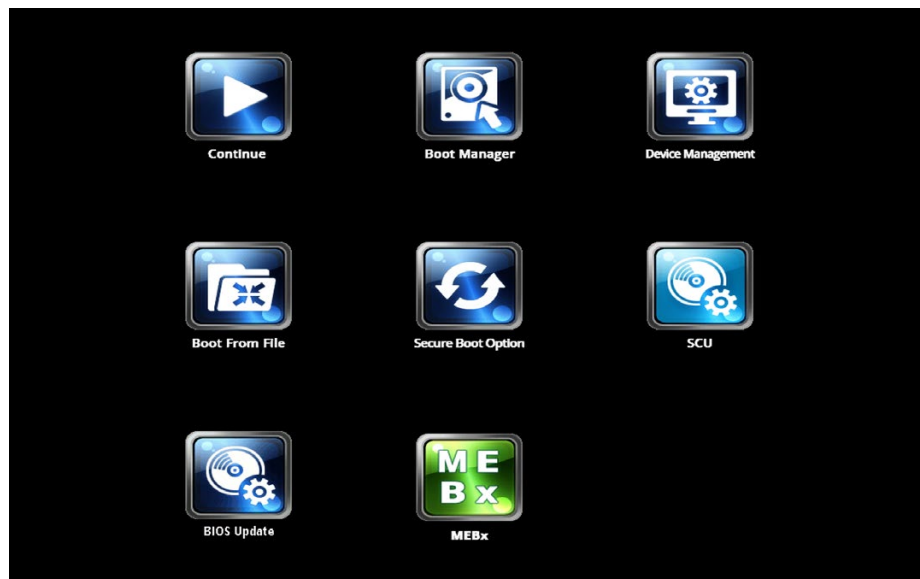 Continue
Boot Manager
Device Management
Boot From File
Secure Boot Option
SCU
BIOS Update
M E
B x
MEBx